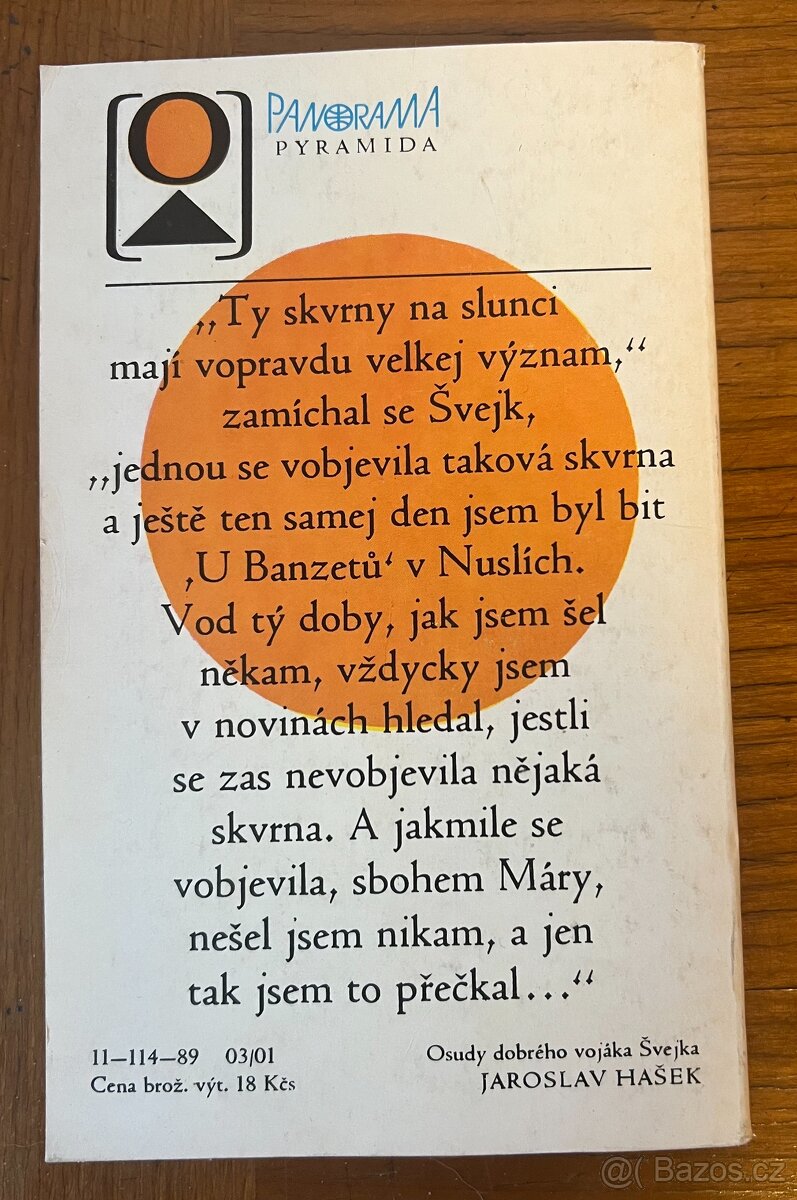 PANORAMA
PYRAMIDA
„Ty skvrny na slunci
mají vopravdu velkej význam,“
zamíchal se Švejk,
„jednou se vobjevila taková skvrna
a ještě ten samej den jsem byl bit
‚U Banzetů‘ v Nuslích.
Vod tý doby, jak jsem šel
někam, vždycky jsem
v novinách hledal, jestli
se zas nevobjevila nějaká
skvrna. A jakmile se
vobjevila, sbohem Máry,
nešel jsem nikam, a jen
tak jsem to přečkal...“
11—114—89 03/01
Cena brož. výt. 18 Kčs
Osudy dobrého vojáka Švejka
JAROSLAV HAŠEK
@( Bazos.cz